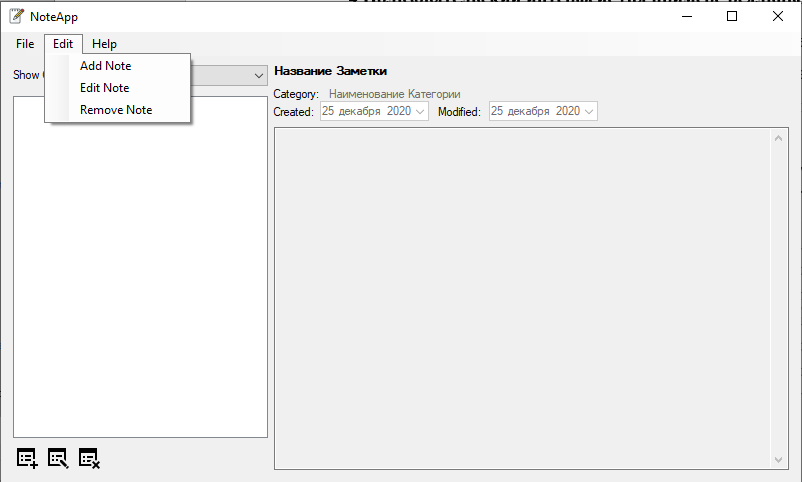 NoteApp
File Edit Help
Add Note
Edit Note
Remove Note
Show
Название Заметки
Category: Наименование Категории
Created: 25 декабря 2020 Modified: 25 декабря 2020